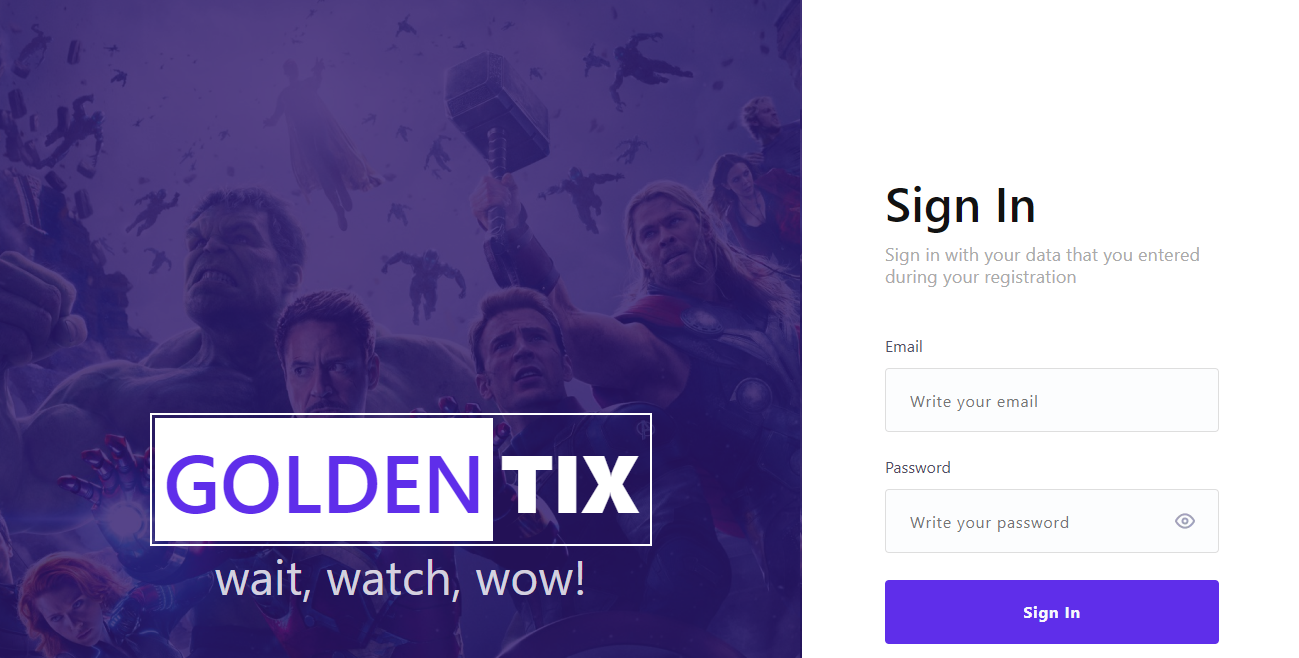 GOLDEN TIX
wait, watch, wow!
Sign In
Sign in with your data that you entered
during your registration
Email
Write your email
Password
Write your password
Sign In